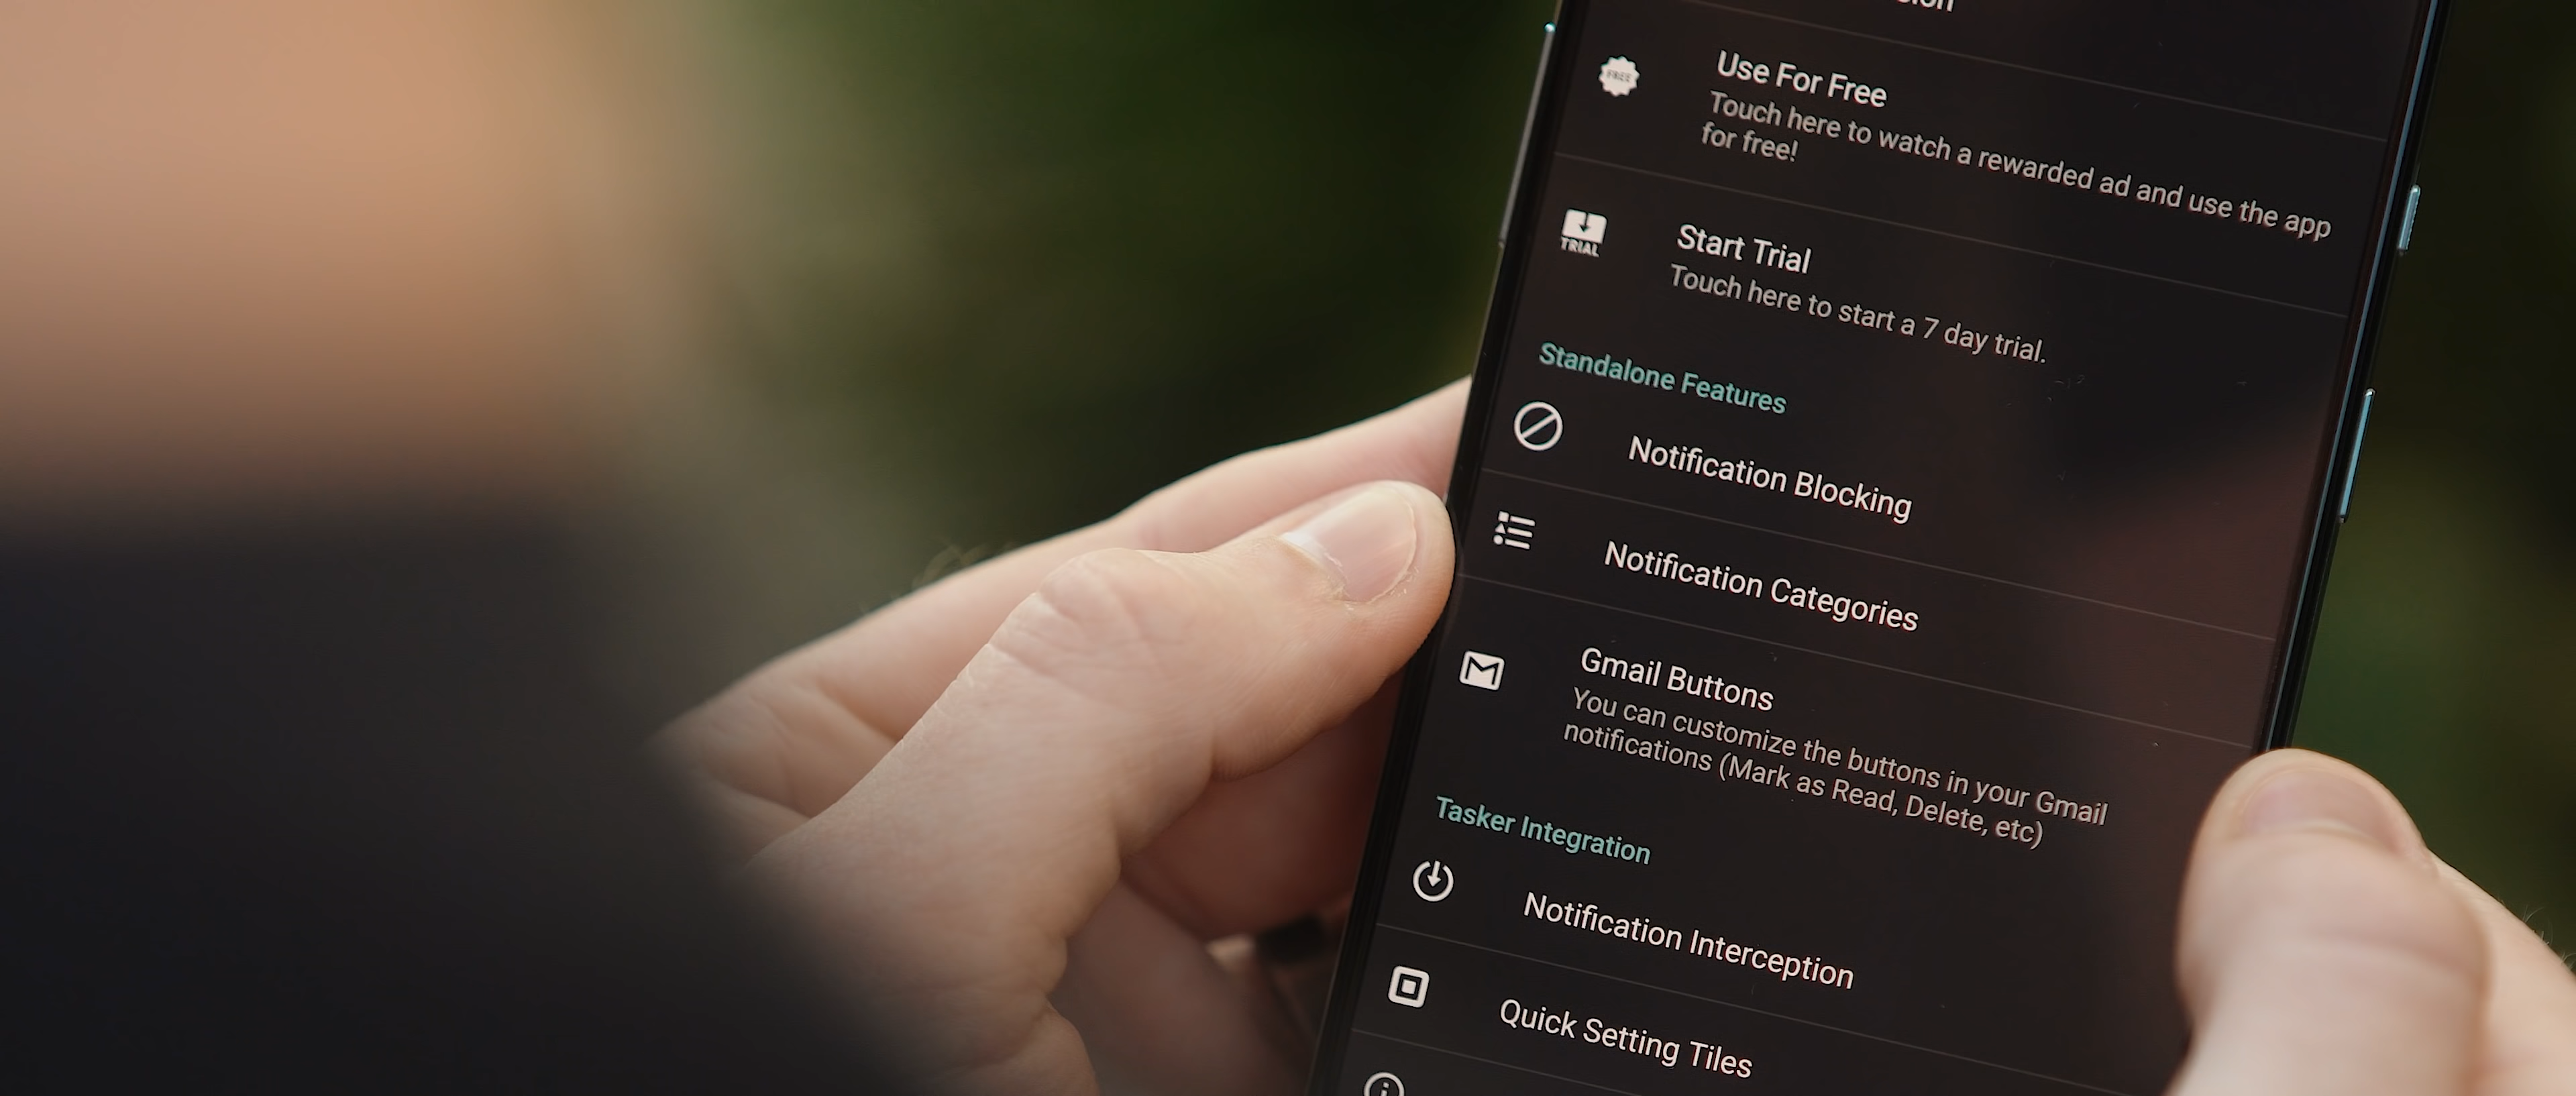 Use For Free
FREE
Touch here to watch a rewarded ad and use the app
for free!
Start Trial
TRIAL
Touch here to start a 7 day trial.
Standalone Features
Notification Blocking
Notification Categories
Gmail Buttons
You can customize the buttons in your Gmail
notifications (Mark as Read, Delete, etc)
Tasker Integration
Notification Interception
Quick Setting Tiles